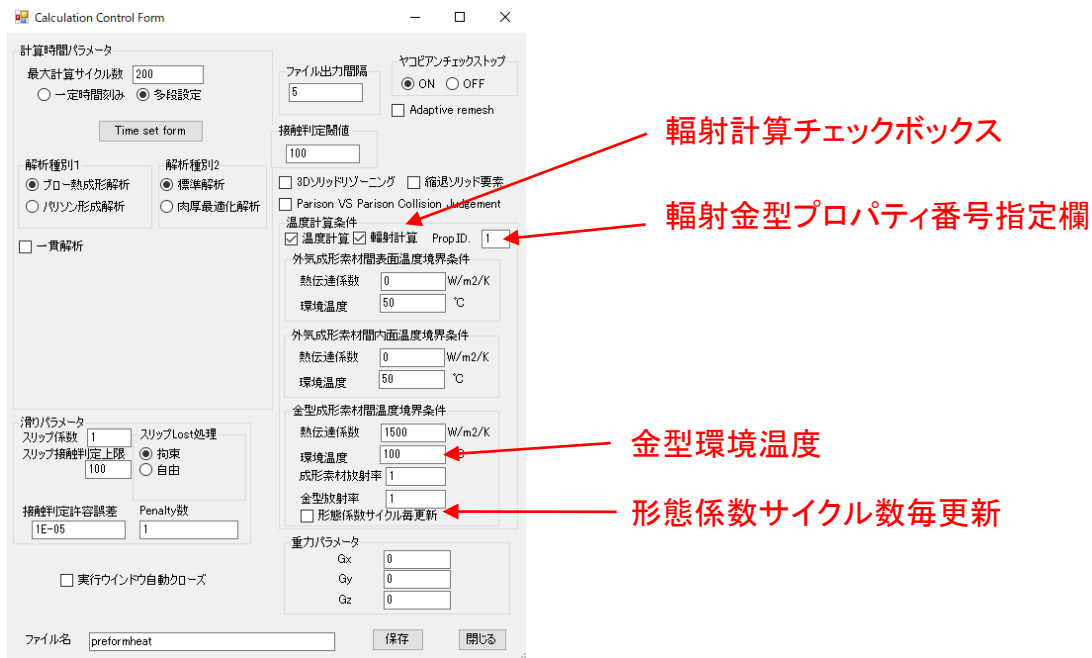 Calculation Control Form
計算時間パラメータ
最大計算サイクル数 200
一定時間刻み 多段設定
Time set form
ファイル出力間隔
5
ヤコビアンチェックストップ
ON OFF
Adaptive remesh
接触判定閾値
100
解析種別1
ブロー熱成形解析
パリソン形成解析
解析種別2
標準解析
肉厚最適化解析
3Dソリッドリゾーニング 縮退ソリッド要素
Parison VS Parison Collision Judgement
一貫解析
温度計算条件
温度計算 輻射計算 Prop.ID. 1
外気成形素材間表面温度境界条件
熱伝達係数 0 W/m2/K
環境温度 50 ℃
外気成形素材間内面温度境界条件
熱伝達係数 0 W/m2/K
環境温度 50 ℃
金型成形素材間温度境界条件
熱伝達係数 1500 W/m2/K
環境温度 100 ℃
成形素材放射率 1
金型放射率 1
形態係数サイクル毎更新
滑りパラメータ
スリップ係数 1
スリップ接触判定上限
100
スリップLost処理
拘束
自由
接触判定許容誤差
1E-05
Penalty数
1
重力パラメータ
Gx 0
Gy 0
Gz 0
実行ウインドウ自動クローズ
ファイル名 preformheat 保存 閉じる
輻射計算チェックボックス
輻射金型プロパティ番号指定欄
金型環境温度
形態係数サイクル数毎更新